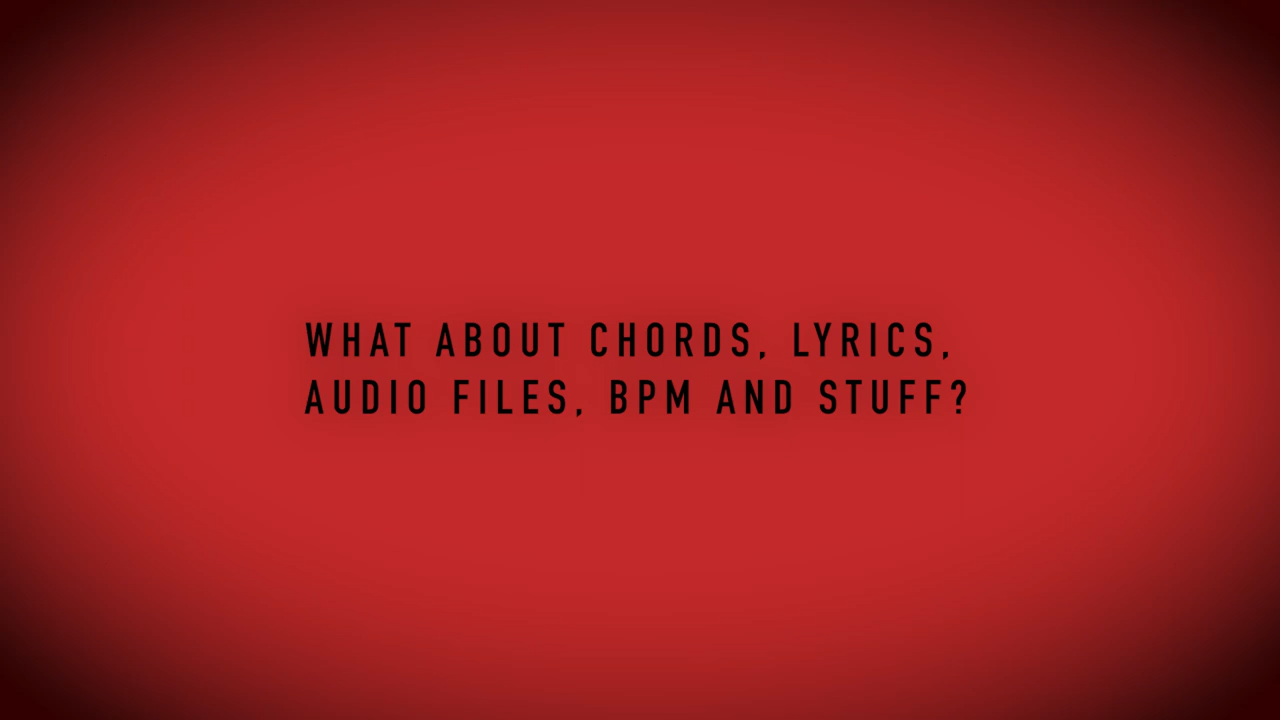 WHAT ABOUT CHORDS, LYRICS,
AUDIO FILES, BPM AND STUFF?